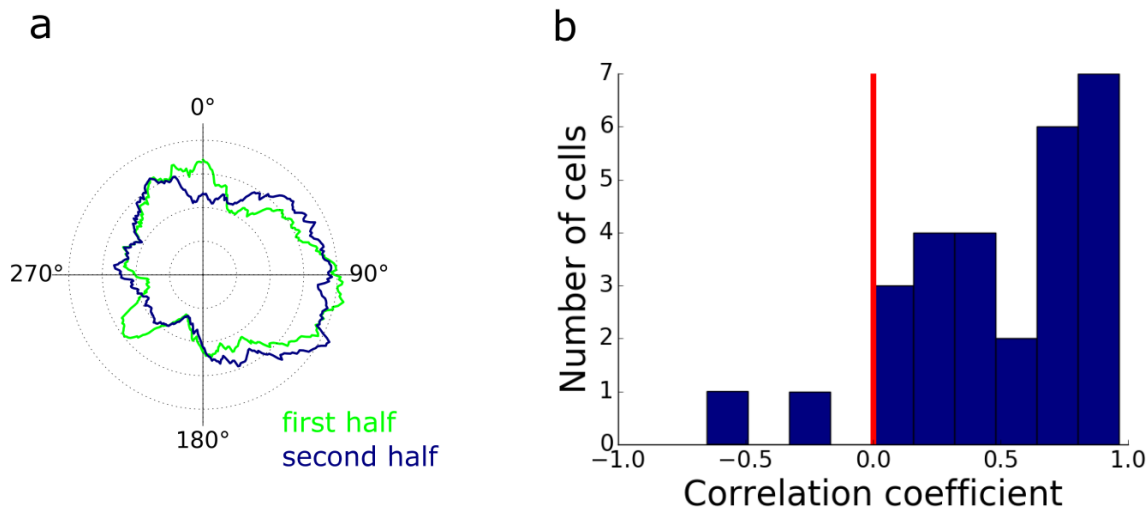 a
0°
270°
90°
180°
first half
second half
b
Number of cells
7
6
5
4
3
2
1
0
−1.0
−0.5
0.0
0.5
1.0
Correlation coefficient